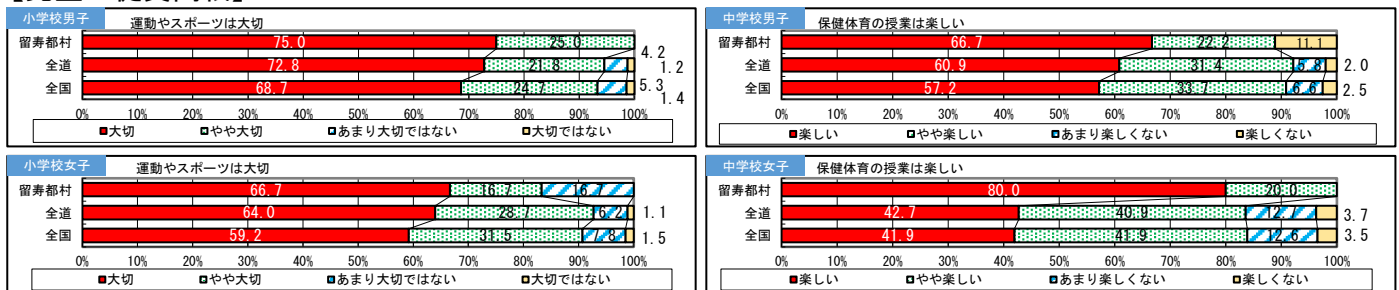 小学校男子
運動やスポーツは大切
留寿都村 75.0 25.0
4.2
全道 72.8 21.8 1.2
全国 68.7 24.7 5.3
1.4
0% 10% 20% 30% 40% 50% 60% 70% 80% 90% 100%
■大切 やや大切 あまり大切ではない 大切ではない
中学校男子
保健体育の授業は楽しい
留寿都村 66.7 22.2 11.1
全道 60.9 31.4 5.8 2.0
全国 57.2 33.7 6.6 2.5
0% 10% 20% 30% 40% 50% 60% 70% 80% 90% 100%
■楽しい やや楽しい あまり楽しくない 楽しくない
小学校女子
運動やスポーツは大切
留寿都村 66.7 16.7 16.7
全道 64.0 28.7 6.2 1.1
全国 59.2 31.5 7.8 1.5
0% 10% 20% 30% 40% 50% 60% 70% 80% 90% 100%
■大切 やや大切 あまり大切ではない 大切ではない
中学校女子
保健体育の授業は楽しい
留寿都村 80.0 20.0
全道 42.7 40.9 12.7 3.7
全国 41.9 41.9 12.6 3.5
0% 10% 20% 30% 40% 50% 60% 70% 80% 90% 100%
■楽しい やや楽しい あまり楽しくない 楽しくない